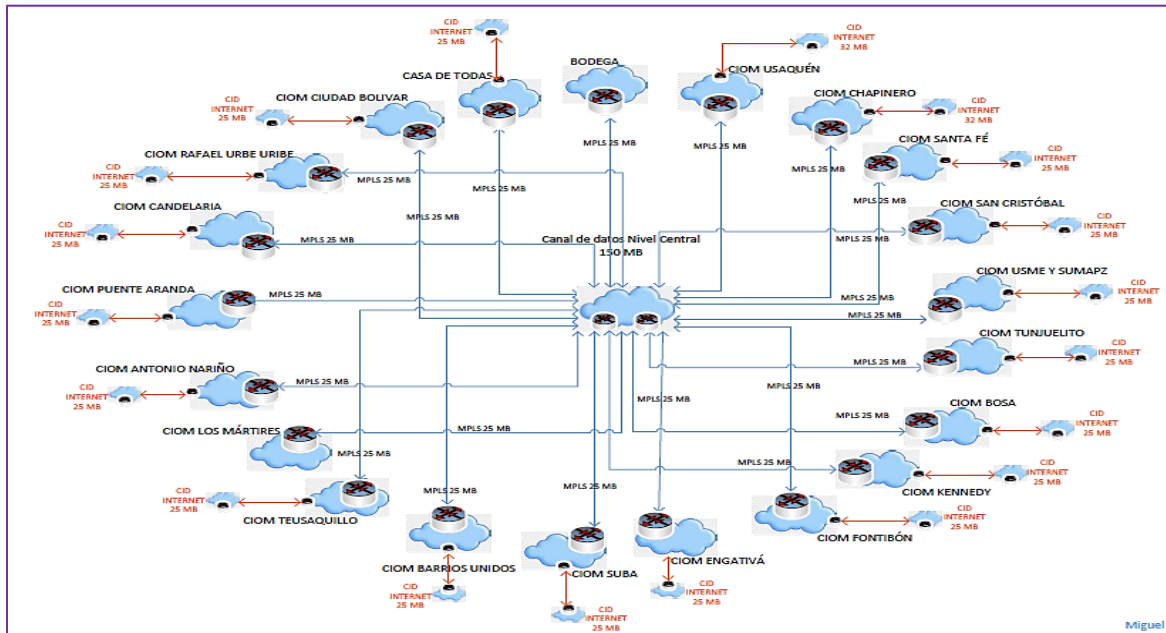 CID
INTERNET
25 MB
CASA DE TODAS
BODEGA
CIOM USAQUÉN
CID
INTERNET
32 MB
CIOM CIUDAD BOLIVAR
CID
INTERNET
25 MB
CIOM CHAPINERO
CID
INTERNET
32 MB
CIOM RAFAEL URBE URIBE
CID
INTERNET
25 MB
CIOM SANTA FÉ
CID
INTERNET
25 MB
MPLS 25 MB
MPLS 25 MB
MPLS 25 MB
MPLS 25 MB
MPLS 25 MB
MPLS 25 MB
MPLS 25 MB
CIOM CANDELARIA
CID
INTERNET
25 MB
MPLS 25 MB
CIOM SAN CRISTÓBAL
CID
INTERNET
25 MB
MPLS 25 MB
Canal de datos Nivel Central
150 MB
CIOM PUENTE ARANDA
CID
INTERNET
25 MB
MPLS 25 MB
CIOM USME Y SUMAPZ
CID
INTERNET
25 MB
MPLS 25 MB
MPLS 25 MB
CIOM TUNJUELITO
CID
INTERNET
25 MB
MPLS 25 MB
CIOM ANTONIO NARIÑO
CID
INTERNET
25 MB
MPLS 25 MB
CIOM BOSA
CID
INTERNET
25 MB
MPLS 25 MB
CIOM LOS MÁRTIRES
MPLS 25 MB
MPLS 25 MB
MPLS 25 MB
MPLS 25 MB
MPLS 25 MB
MPLS 25 MB
MPLS 25 MB
CIOM KENNEDY
CID
INTERNET
25 MB
CIOM TEUSAQUILLO
CID
INTERNET
25 MB
CIOM FONTIBÓN
CID
INTERNET
25 MB
CIOM BARRIOS UNIDOS
CID
INTERNET
25 MB
CIOM SUBA
CID
INTERNET
25 MB
CIOM ENGATIVÁ
CID
INTERNET
25 MB
Miguel